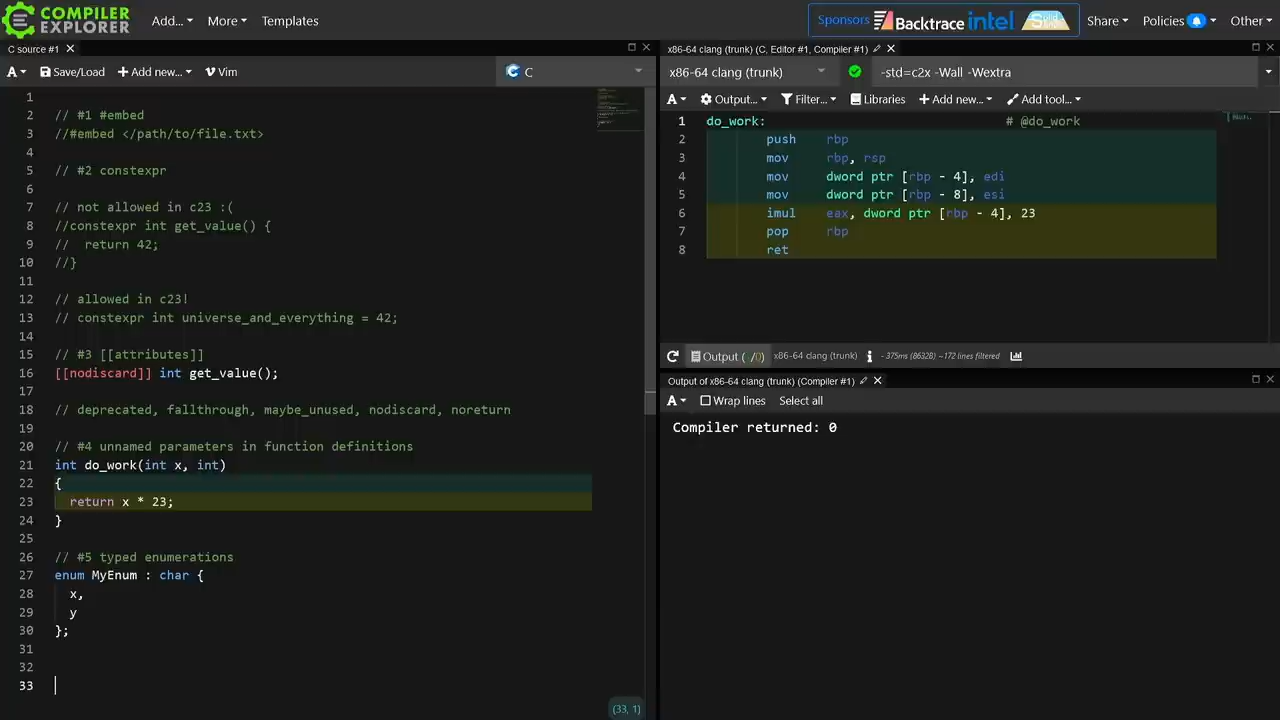 COMPILER EXPLORER
Add... More Templates
Sponsors Backtrace intel Solid Sands
Share Policies Other
C source #1
A Save/Load Add new... Vim
C
1
2 // #1 #embed
3 //#embed </path/to/file.txt>
4
5 // #2 constexpr
6
7 // not allowed in c23 :(
8 //constexpr int get_value() {
9 // return 42;
10 //}
11
12 // allowed in c23!
13 // constexpr int universe_and_everything = 42;
14
15 // #3 [[attributes]]
16 [[nodiscard]] int get_value();
17
18 // deprecated, fallthrough, maybe_unused, nodiscard, noreturn
19
20 // #4 unnamed parameters in function definitions
21 int do_work(int x, int)
22 {
23 return x * 23;
24 }
25
26 // #5 typed enumerations
27 enum MyEnum : char {
28 x,
29 y
30 };
31
32
33
(33, 1)
x86-64 clang (trunk) (C, Editor #1, Compiler #1)
x86-64 clang (trunk)
-std=c2x -Wall -Wextra
A Output... Filter... Libraries Add new... Add tool...
1 do_work: # @do_work
2 push rbp
3 mov rbp, rsp
4 mov dword ptr [rbp - 4], edi
5 mov dword ptr [rbp - 8], esi
6 imul eax, dword ptr [rbp - 4], 23
7 pop rbp
8 ret
Output ( /0) x86-64 clang (trunk) i - 375ms (8632B) ~172 lines filtered
Output of x86-64 clang (trunk) (Compiler #1)
A Wrap lines Select all
Compiler returned: 0